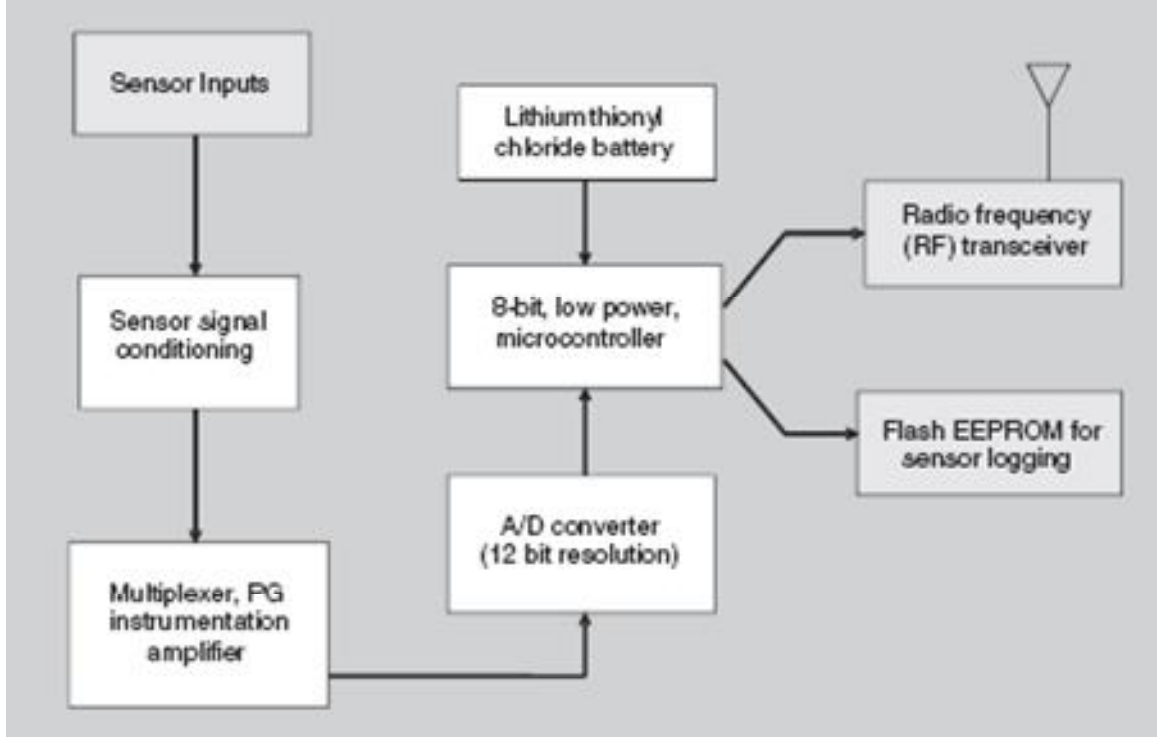 Sensor Inputs
Lithium thionyl
chloride battery
Radio frequency
(RF) transceiver
Sensor signal
conditioning
8-bit, low power,
microcontroller
Flash EEPROM for
sensor logging
A/D converter
(12 bit resolution)
Multiplexer, PG
instrumentation
amplifier